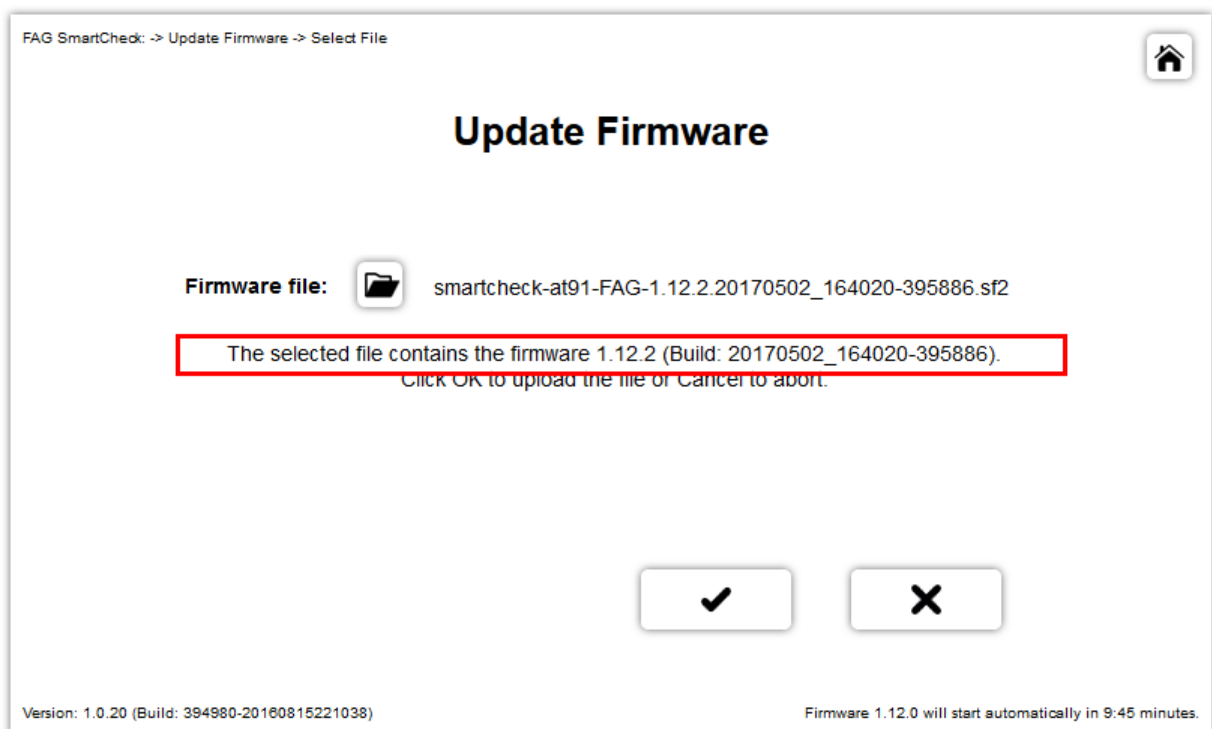 FAG SmartCheck: -> Update Firmware -> Select File
Update Firmware
Firmware file: smartcheck-at91-FAG-1.12.2.20170502_164020-395886.sf2
The selected file contains the firmware 1.12.2 (Build: 20170502_164020-395886).
Click OK to upload the file or Cancel to abort.
Version: 1.0.20 (Build: 394980-20160815221038)
Firmware 1.12.0 will start automatically in 9:45 minutes.